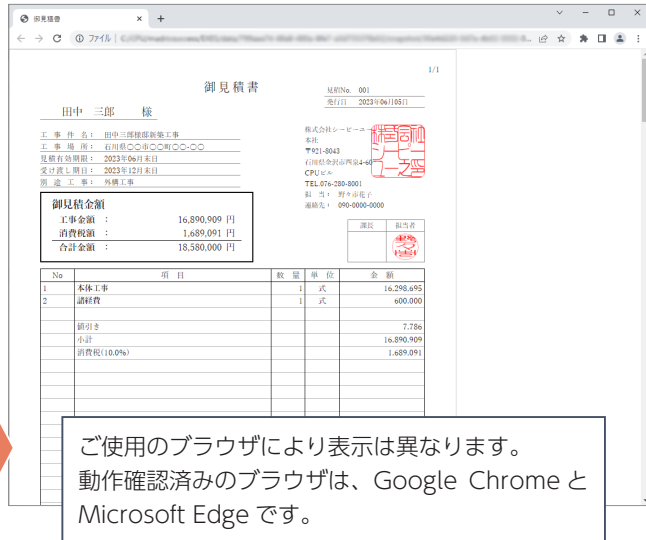 御見積書
ファイル
1/1
御見積書
見積No. 001
発行日 2023年06月05日
田中 三郎 様
工事件名: 田中三郎様邸新築工事
工事場所: 石川県○○市○○町○○-○○
見積有効期限: 2023年06月末日
受け渡し期日: 2023年12月末日
別途工事: 外構工事
株式会社シーピーユー
本社
〒921-8043
石川県金沢市西泉4-60
CPUビル
TEL.076-280-8001
担当: 野々市花子
連絡先: 090-0000-0000
課長 担当者
御見積金額
工事金額 : 16,890,909 円
消費税額 : 1,689,091 円
合計金額 : 18,580,000 円
No 項目 数量 単位 金額
1 本体工事 1 式 16,298,695
2 諸経費 1 式 600,000
値引き 7,786
小計 16,890,909
消費税(10.0%) 1,689,091
ご使用のブラウザにより表示は異なります。
動作確認済みのブラウザは、Google Chrome と
Microsoft Edge です。